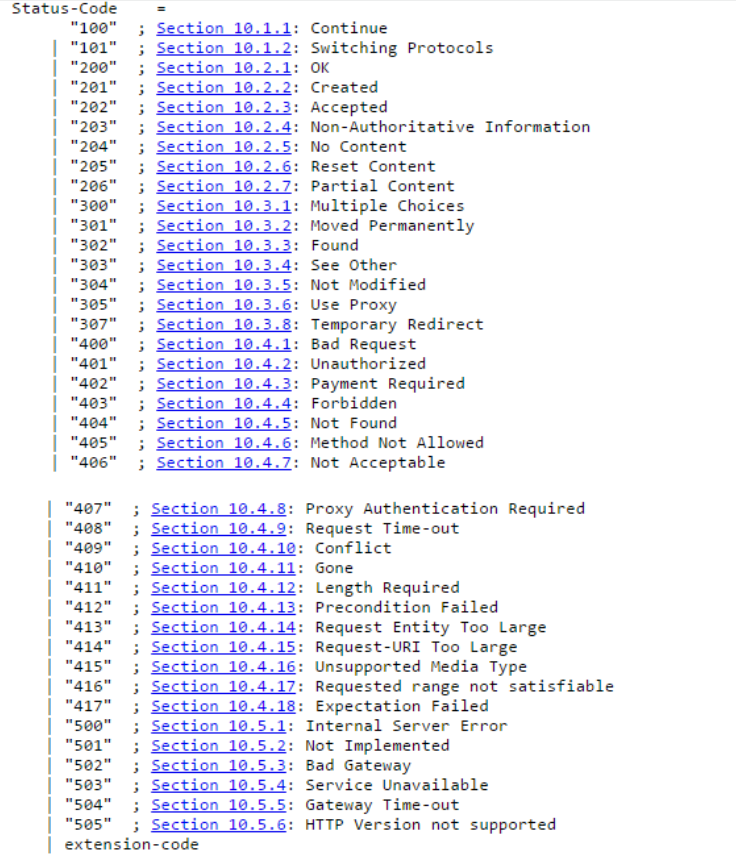 Status-Code    =
      "100"  ; Section 10.1.1: Continue
    | "101"  ; Section 10.1.2: Switching Protocols
    | "200"  ; Section 10.2.1: OK
    | "201"  ; Section 10.2.2: Created
    | "202"  ; Section 10.2.3: Accepted
    | "203"  ; Section 10.2.4: Non-Authoritative Information
    | "204"  ; Section 10.2.5: No Content
    | "205"  ; Section 10.2.6: Reset Content
    | "206"  ; Section 10.2.7: Partial Content
    | "300"  ; Section 10.3.1: Multiple Choices
    | "301"  ; Section 10.3.2: Moved Permanently
    | "302"  ; Section 10.3.3: Found
    | "303"  ; Section 10.3.4: See Other
    | "304"  ; Section 10.3.5: Not Modified
    | "305"  ; Section 10.3.6: Use Proxy
    | "307"  ; Section 10.3.8: Temporary Redirect
    | "400"  ; Section 10.4.1: Bad Request
    | "401"  ; Section 10.4.2: Unauthorized
    | "402"  ; Section 10.4.3: Payment Required
    | "403"  ; Section 10.4.4: Forbidden
    | "404"  ; Section 10.4.5: Not Found
    | "405"  ; Section 10.4.6: Method Not Allowed
    | "406"  ; Section 10.4.7: Not Acceptable
    | "407"  ; Section 10.4.8: Proxy Authentication Required
    | "408"  ; Section 10.4.9: Request Time-out
    | "409"  ; Section 10.4.10: Conflict
    | "410"  ; Section 10.4.11: Gone
    | "411"  ; Section 10.4.12: Length Required
    | "412"  ; Section 10.4.13: Precondition Failed
    | "413"  ; Section 10.4.14: Request Entity Too Large
    | "414"  ; Section 10.4.15: Request-URI Too Large
    | "415"  ; Section 10.4.16: Unsupported Media Type
    | "416"  ; Section 10.4.17: Requested range not satisfiable
    | "417"  ; Section 10.4.18: Expectation Failed
    | "500"  ; Section 10.5.1: Internal Server Error
    | "501"  ; Section 10.5.2: Not Implemented
    | "502"  ; Section 10.5.3: Bad Gateway
    | "503"  ; Section 10.5.4: Service Unavailable
    | "504"  ; Section 10.5.5: Gateway Time-out
    | "505"  ; Section 10.5.6: HTTP Version not supported
    | extension-code